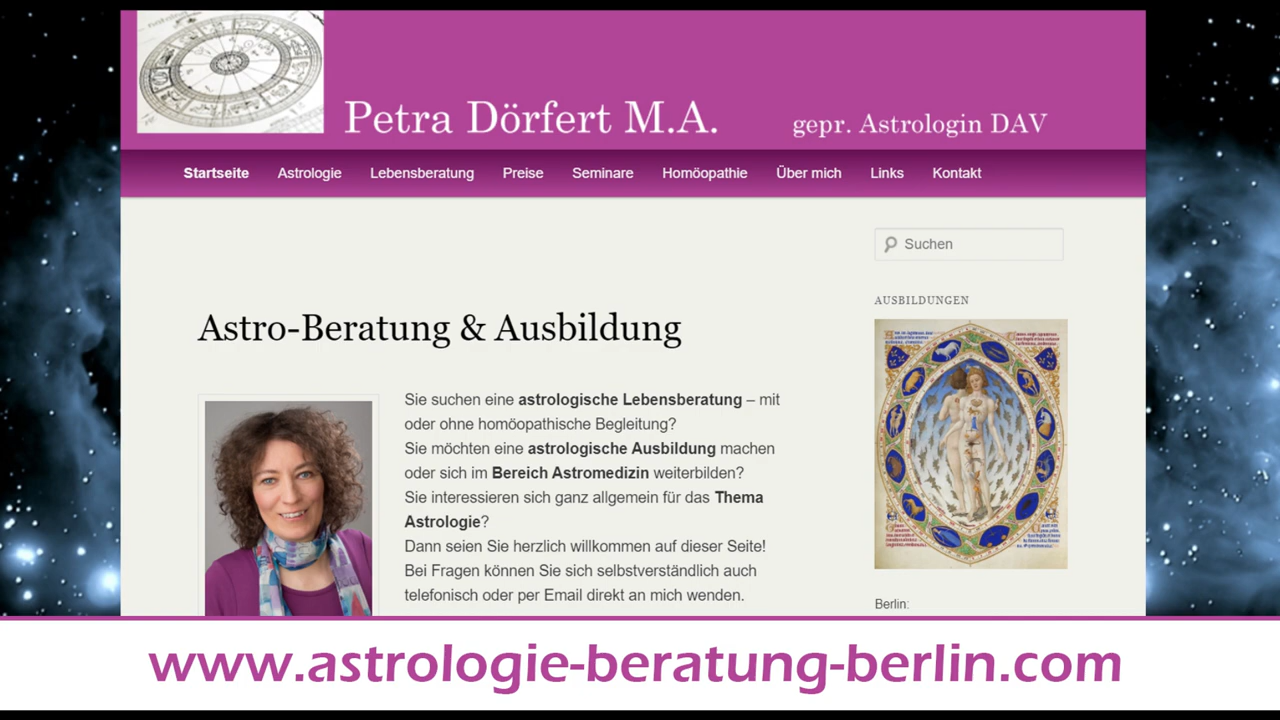 Petra Dörfert M.A.
gepr. Astrologin DAV
Startseite Astrologie Lebensberatung Preise Seminare Homöopathie Über mich Links Kontakt
Suchen
Astro-Beratung & Ausbildung
Sie suchen eine astrologische Lebensberatung – mit
oder ohne homöopathische Begleitung?
Sie möchten eine astrologische Ausbildung machen
oder sich im Bereich Astromedizin weiterbilden?
Sie interessieren sich ganz allgemein für das Thema
Astrologie?
Dann seien Sie herzlich willkommen auf dieser Seite!
Bei Fragen können Sie sich selbstverständlich auch
telefonisch oder per Email direkt an mich wenden.
AUSBILDUNGEN
Berlin:
www.astrologie-beratung-berlin.com